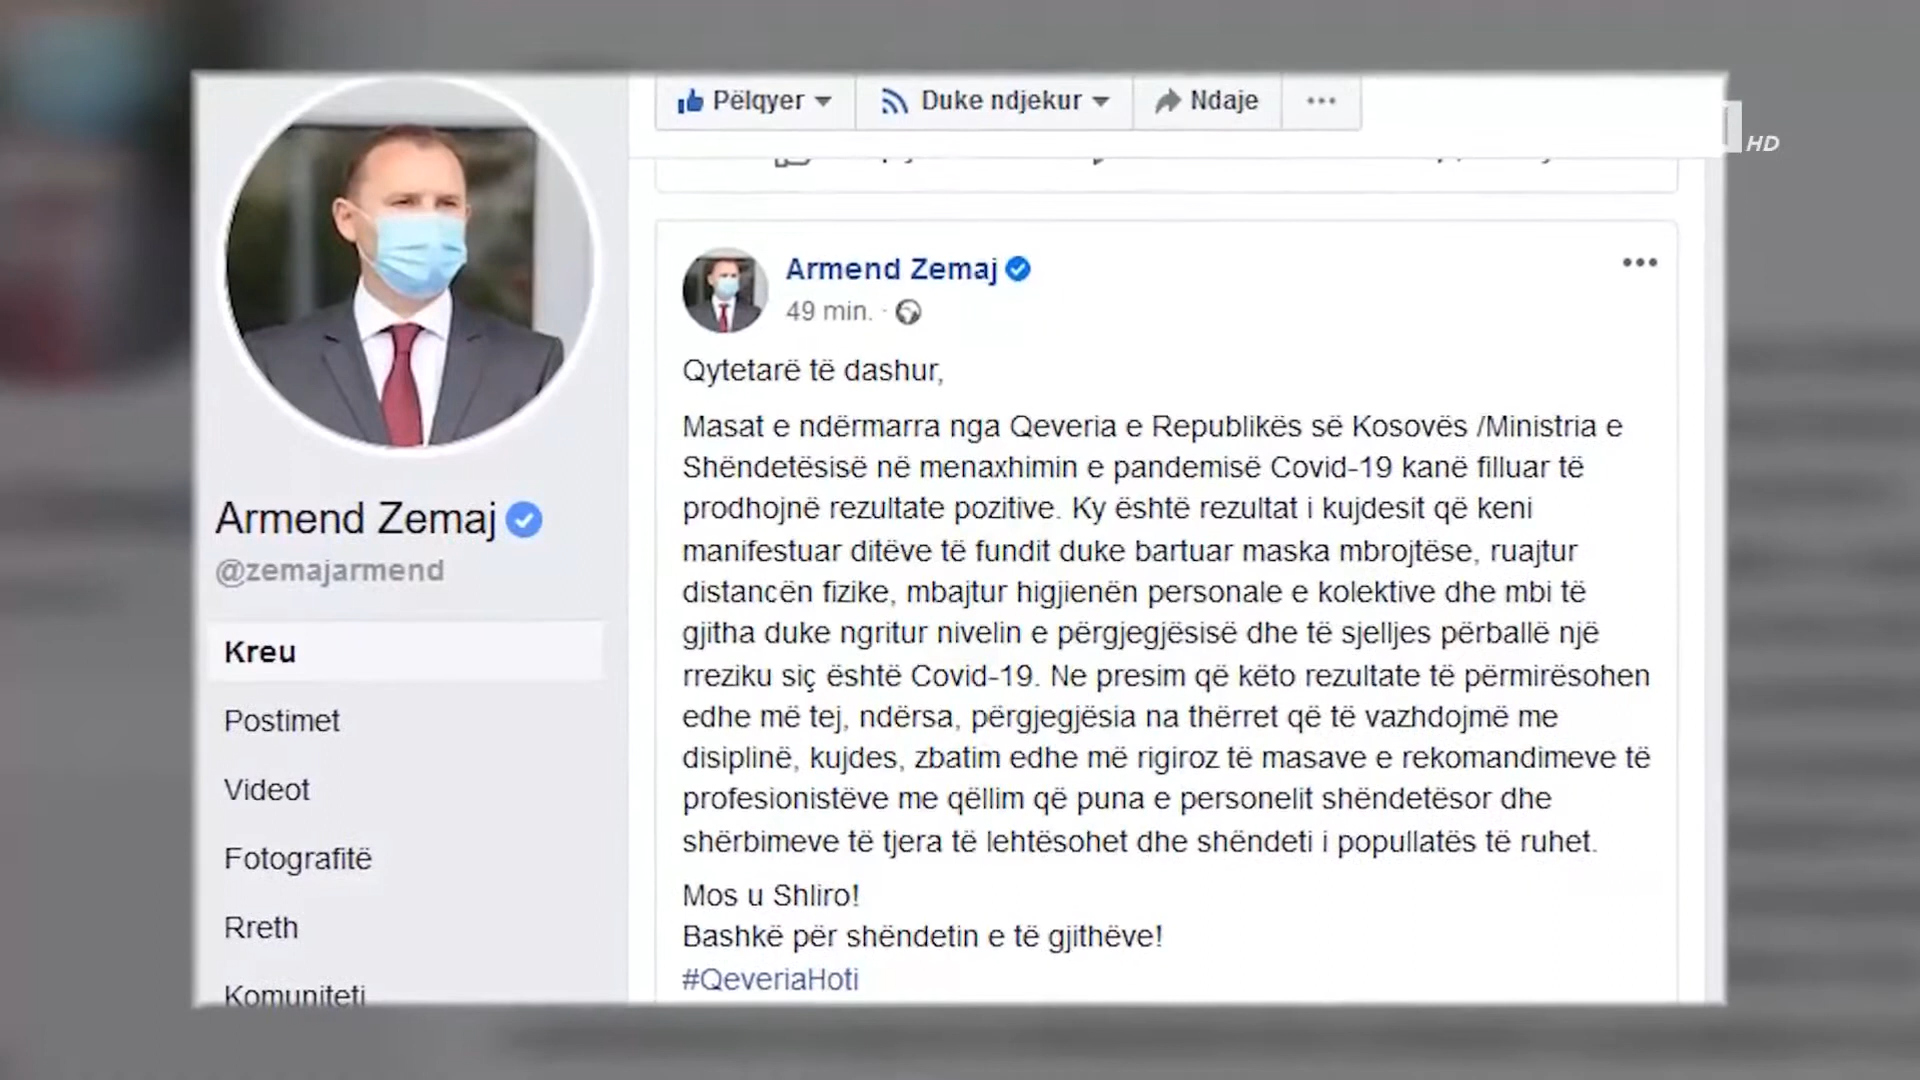 Pëlqyer
Duke ndjekur
Ndaje
HD
Armend Zemaj
@zemajarmend
Kreu
Postimet
Videot
Fotografitë
Rreth
Komuniteti
Armend Zemaj
49 min.
Qytetarë të dashur,
Masat e ndërmarra nga Qeveria e Republikës së Kosovës /Ministria e
Shëndetësisë në menaxhimin e pandemisë Covid-19 kanë filluar të
prodhojnë rezultate pozitive. Ky është rezultat i kujdesit që keni
manifestuar ditëve të fundit duke bartuar maska mbrojtëse, ruajtur
distancën fizike, mbajtur higjienën personale e kolektive dhe mbi të
gjitha duke ngritur nivelin e përgjegjësisë dhe të sjelljes përballë një
rreziku siç është Covid-19. Ne presim që këto rezultate të përmirësohen
edhe më tej, ndërsa, përgjegjësia na thërret që të vazhdojmë me
disiplinë, kujdes, zbatim edhe më rigiroz të masave e rekomandimeve të
profesionistëve me qëllim që puna e personelit shëndetësor dhe
shërbimeve të tjera të lehtësohet dhe shëndeti i popullatës të ruhet.
Mos u Shliro!
Bashkë për shëndetin e të gjithëve!
#QeveriaHoti